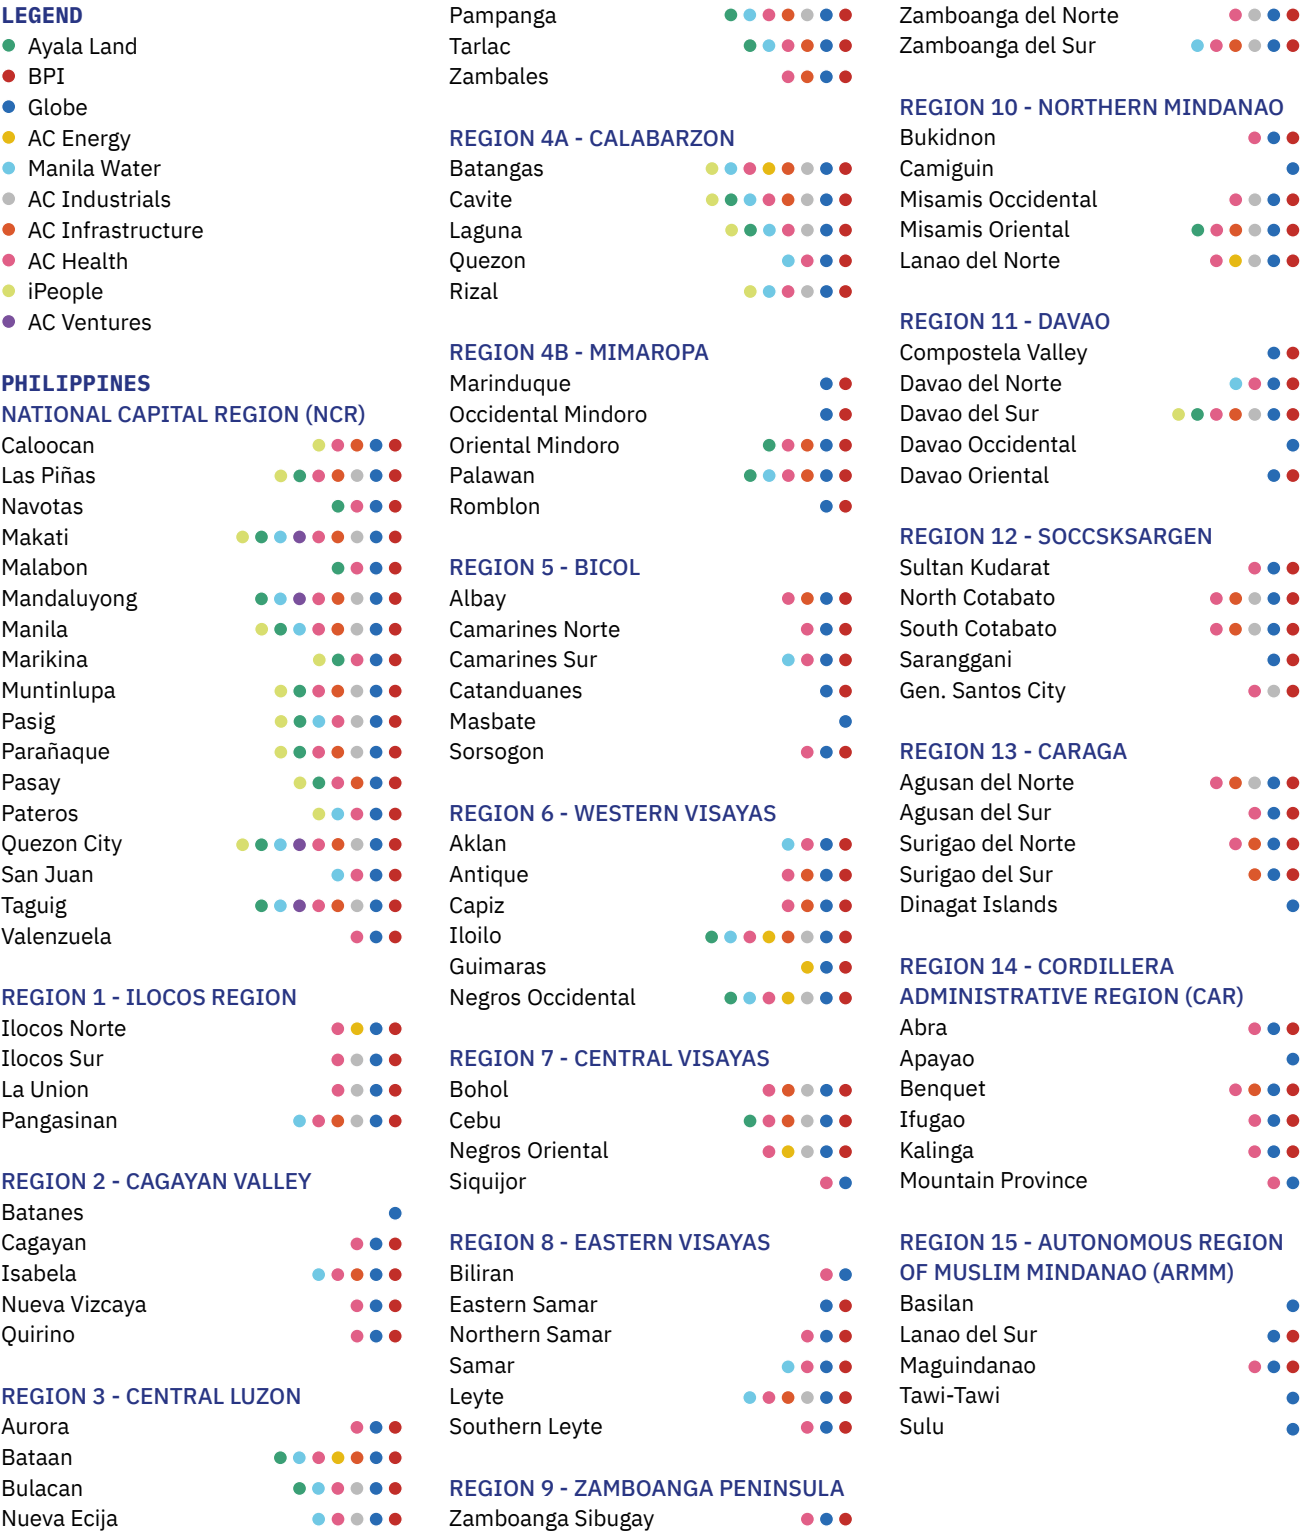 LEGEND
Ayala Land
BPI
Globe
AC Energy
Manila Water
AC Industrials
AC Infrastructure
AC Health
iPeople
AC Ventures
PHILIPPINES
NATIONAL CAPITAL REGION (NCR)
Caloocan
Las Piñas
Navotas
Makati
Malabon
Mandaluyong
Manila
Marikina
Muntinlupa
Pasig
Parañaque
Pasay
Pateros
Quezon City
San Juan
Taguig
Valenzuela
REGION 1 - ILOCOS REGION
Ilocos Norte
Ilocos Sur
La Union
Pangasinan
REGION 2 - CAGAYAN VALLEY
Batanes
Cagayan
Isabela
Nueva Vizcaya
Quirino
REGION 3 - CENTRAL LUZON
Aurora
Bataan
Bulacan
Nueva Ecija
Pampanga
Tarlac
Zambales
REGION 4A - CALABARZON
Batangas
Cavite
Laguna
Quezon
Rizal
REGION 4B - MIMAROPA
Marinduque
Occidental Mindoro
Oriental Mindoro
Palawan
Romblon
REGION 5 - BICOL
Albay
Camarines Norte
Camarines Sur
Catanduanes
Masbate
Sorsogon
REGION 6 - WESTERN VISAYAS
Aklan
Antique
Capiz
Iloilo
Guimaras
Negros Occidental
REGION 7 - CENTRAL VISAYAS
Bohol
Cebu
Negros Oriental
Siquijor
REGION 8 - EASTERN VISAYAS
Biliran
Eastern Samar
Northern Samar
Samar
Leyte
Southern Leyte
REGION 9 - ZAMBOANGA PENINSULA
Zamboanga Sibugay
Zamboanga del Norte
Zamboanga del Sur
REGION 10 - NORTHERN MINDANAO
Bukidnon
Camiguin
Misamis Occidental
Misamis Oriental
Lanao del Norte
REGION 11 - DAVAO
Compostela Valley
Davao del Norte
Davao del Sur
Davao Occidental
Davao Oriental
REGION 12 - SOCCSKSARGEN
Sultan Kudarat
North Cotabato
South Cotabato
Saranggani
Gen. Santos City
REGION 13 - CARAGA
Agusan del Norte
Agusan del Sur
Surigao del Norte
Surigao del Sur
Dinagat Islands
REGION 14 - CORDILLERA
ADMINISTRATIVE REGION (CAR)
Abra
Apayao
Benquet
Ifugao
Kalinga
Mountain Province
REGION 15 - AUTONOMOUS REGION
OF MUSLIM MINDANAO (ARMM)
Basilan
Lanao del Sur
Maguindanao
Tawi-Tawi
Sulu